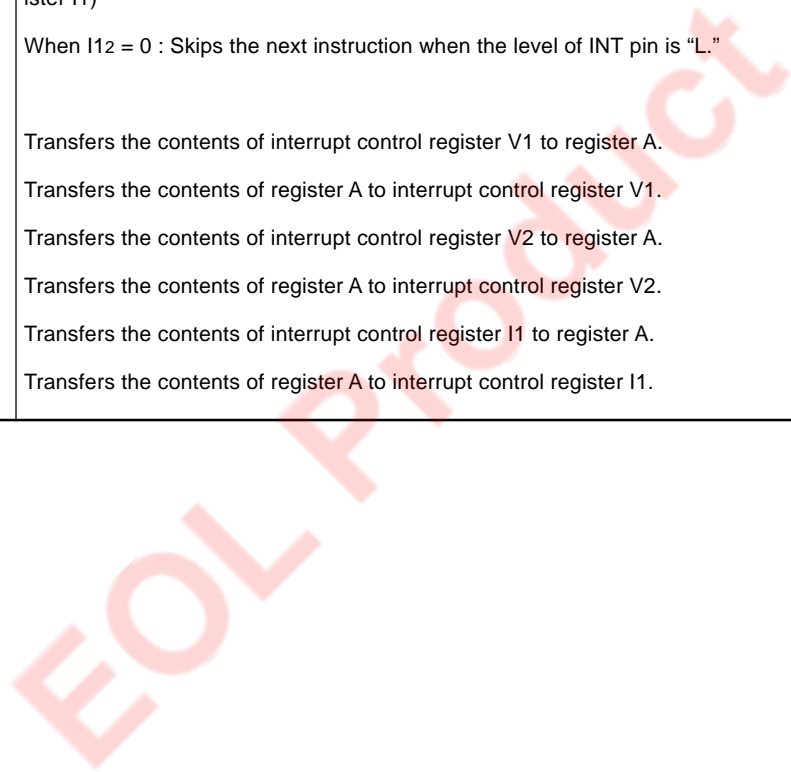 ister I1)
When I12 = 0 : Skips the next instruction when the level of INT pin is “L.”
Transfers the contents of interrupt control register V1 to register A.
Transfers the contents of register A to interrupt control register V1.
Transfers the contents of interrupt control register V2 to register A.
Transfers the contents of register A to interrupt control register V2.
Transfers the contents of interrupt control register I1 to register A.
Transfers the contents of register A to interrupt control register I1.
EOL Product